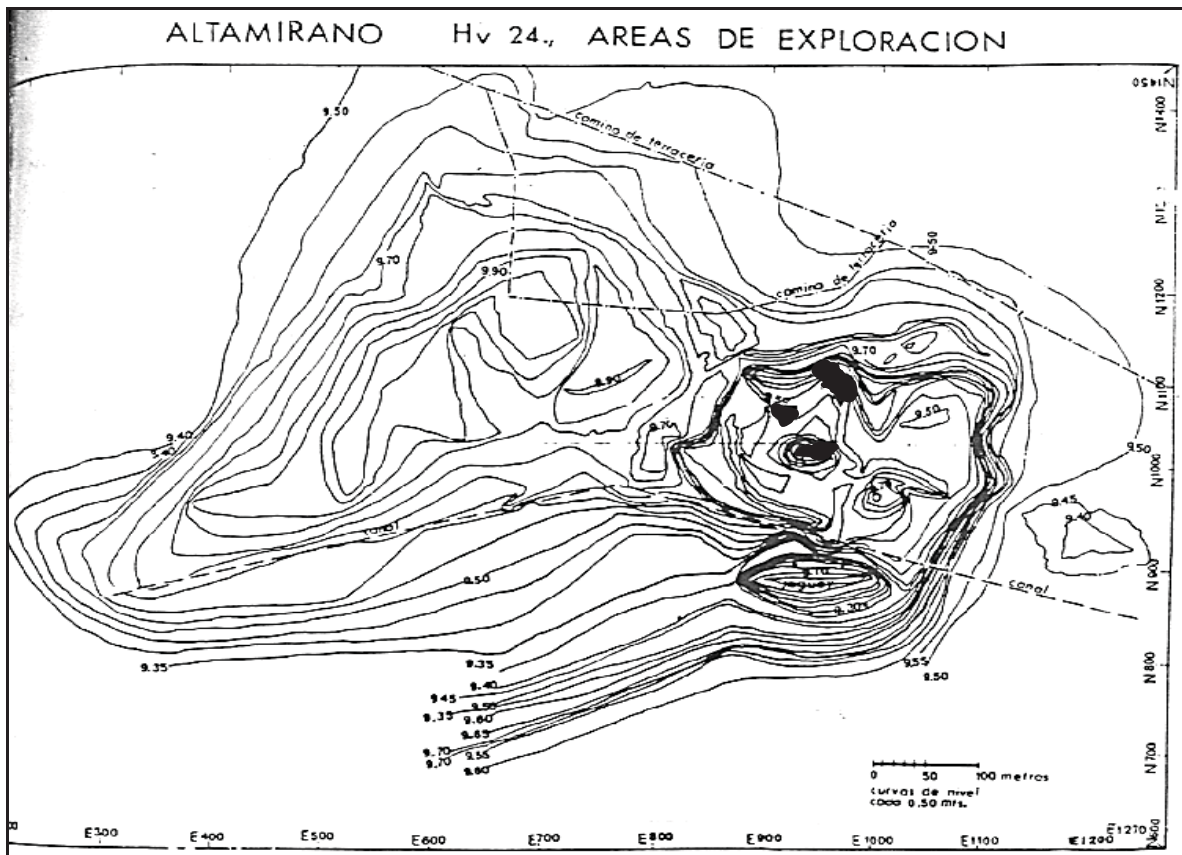 ALTAMIRANO Hv 24., AREAS DE EXPLORACION
N1450
9.50
N1400
camino de terraceria
9.50
9.70
9.90
camino de terraceria
N1200
9.70
8.90
N1100
9.50
9.40
9.70
9.50
N1000
9.45
9.40
canal
9.50
9.10
jaguey
canal
N900
9.35
9.35
9.55
9.50
N800
9.40
9.45
9.50
9.35
9.60
9.65
9.70
9.55
9.70
9.60
N700
0 50 100 metros
curvas de nivel
cada 0.50 mts.
E300 E400 E500 E600 E700 E800 E900 E1000 E1100 E1200 E1270
N600